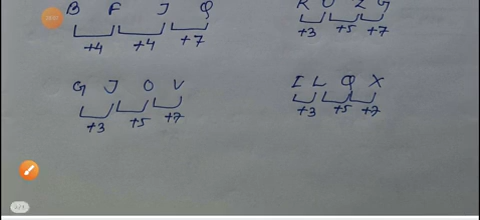 B F J Q
+4 +4 +7
+3 +5 +7
G J O V
+3 +5 +7
I L Q X
+3 +5 +7